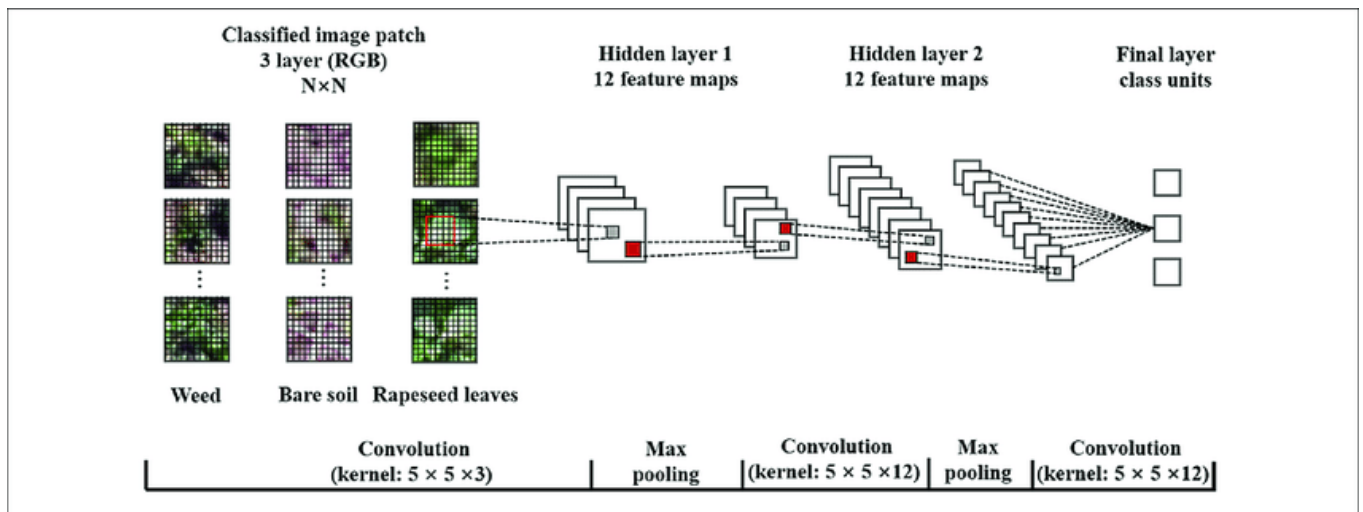 Classified image patch
3 layer (RGB)
N×N
Hidden layer 1
12 feature maps
Hidden layer 2
12 feature maps
Final layer
class units
Weed
Bare soil
Rapeseed leaves
Convolution
(kernel: 5 × 5 ×3)
Max
pooling
Convolution
(kernel: 5 × 5 ×12)
Max
pooling
Convolution
(kernel: 5 × 5 ×12)